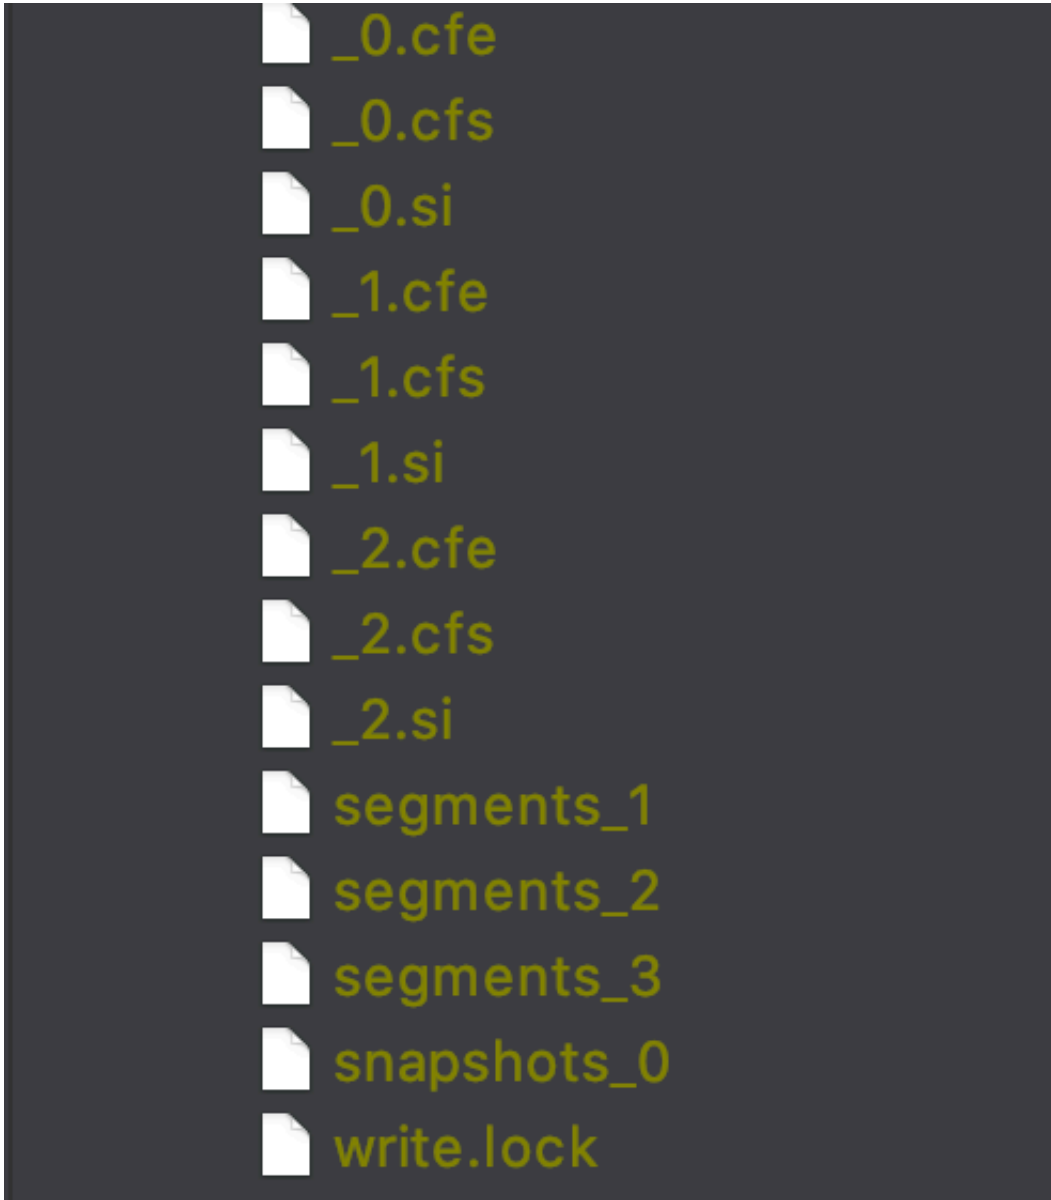 _0.cfe
_0.cfs
_0.si
_1.cfe
_1.cfs
_1.si
_2.cfe
_2.cfs
_2.si
segments_1
segments_2
segments_3
snapshots_0
write.lock